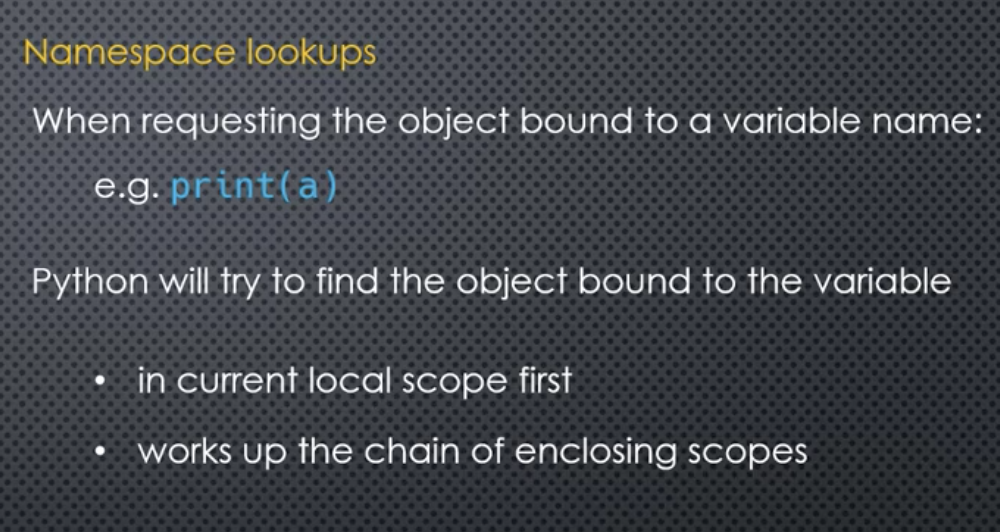 Namespace lookups
When requesting the object bound to a variable name:
e.g. print(a)
Python will try to find the object bound to the variable
• in current local scope first
• works up the chain of enclosing scopes